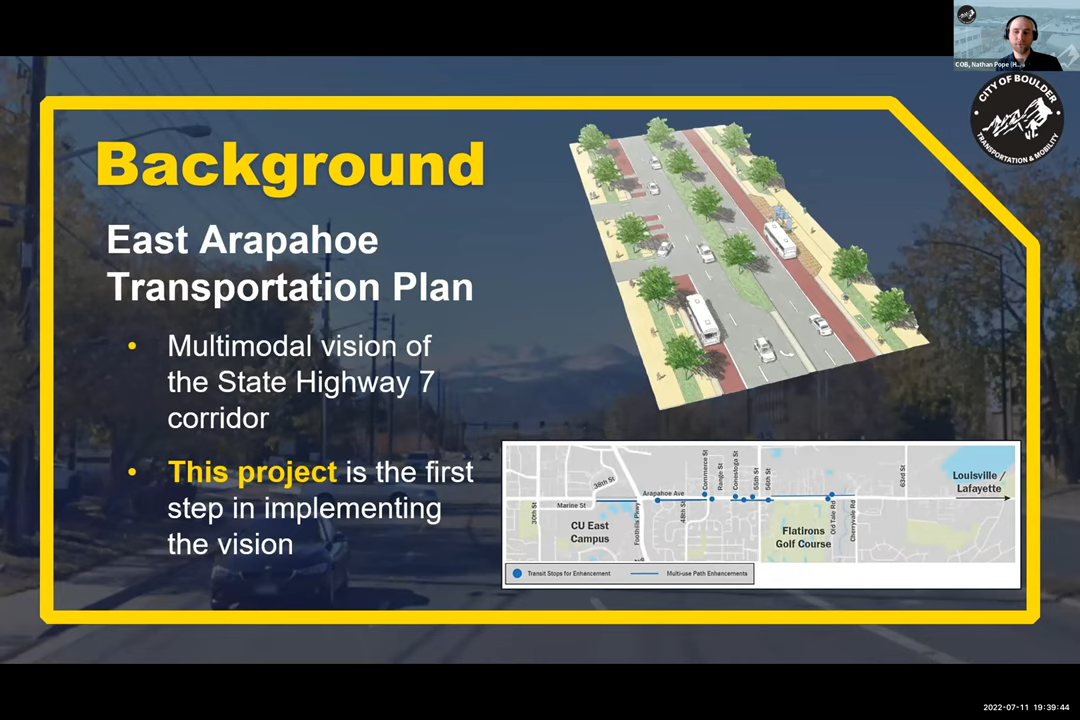 COB, Nathan Pope (H...
CITY OF BOULDER
TRANSPORTATION & MOBILITY
Background
East Arapahoe
Transportation Plan
• Multimodal vision of
the State Highway 7
corridor
• This project is the first
step in implementing
the vision
30th St
Marine St
38th St
CU East
Campus
Foothills Pkwy
Arapahoe Ave
48th St
Commerce St
Range St
Conestoga St
55th St
56th St
Flatirons
Golf Course
Old Tale Rd
Cherryvale Rd
63rd St
Louisville /
Lafayette
Transit Stops for Enhancement
Multi-use Path Enhancements
2022-07-11 19:39:44